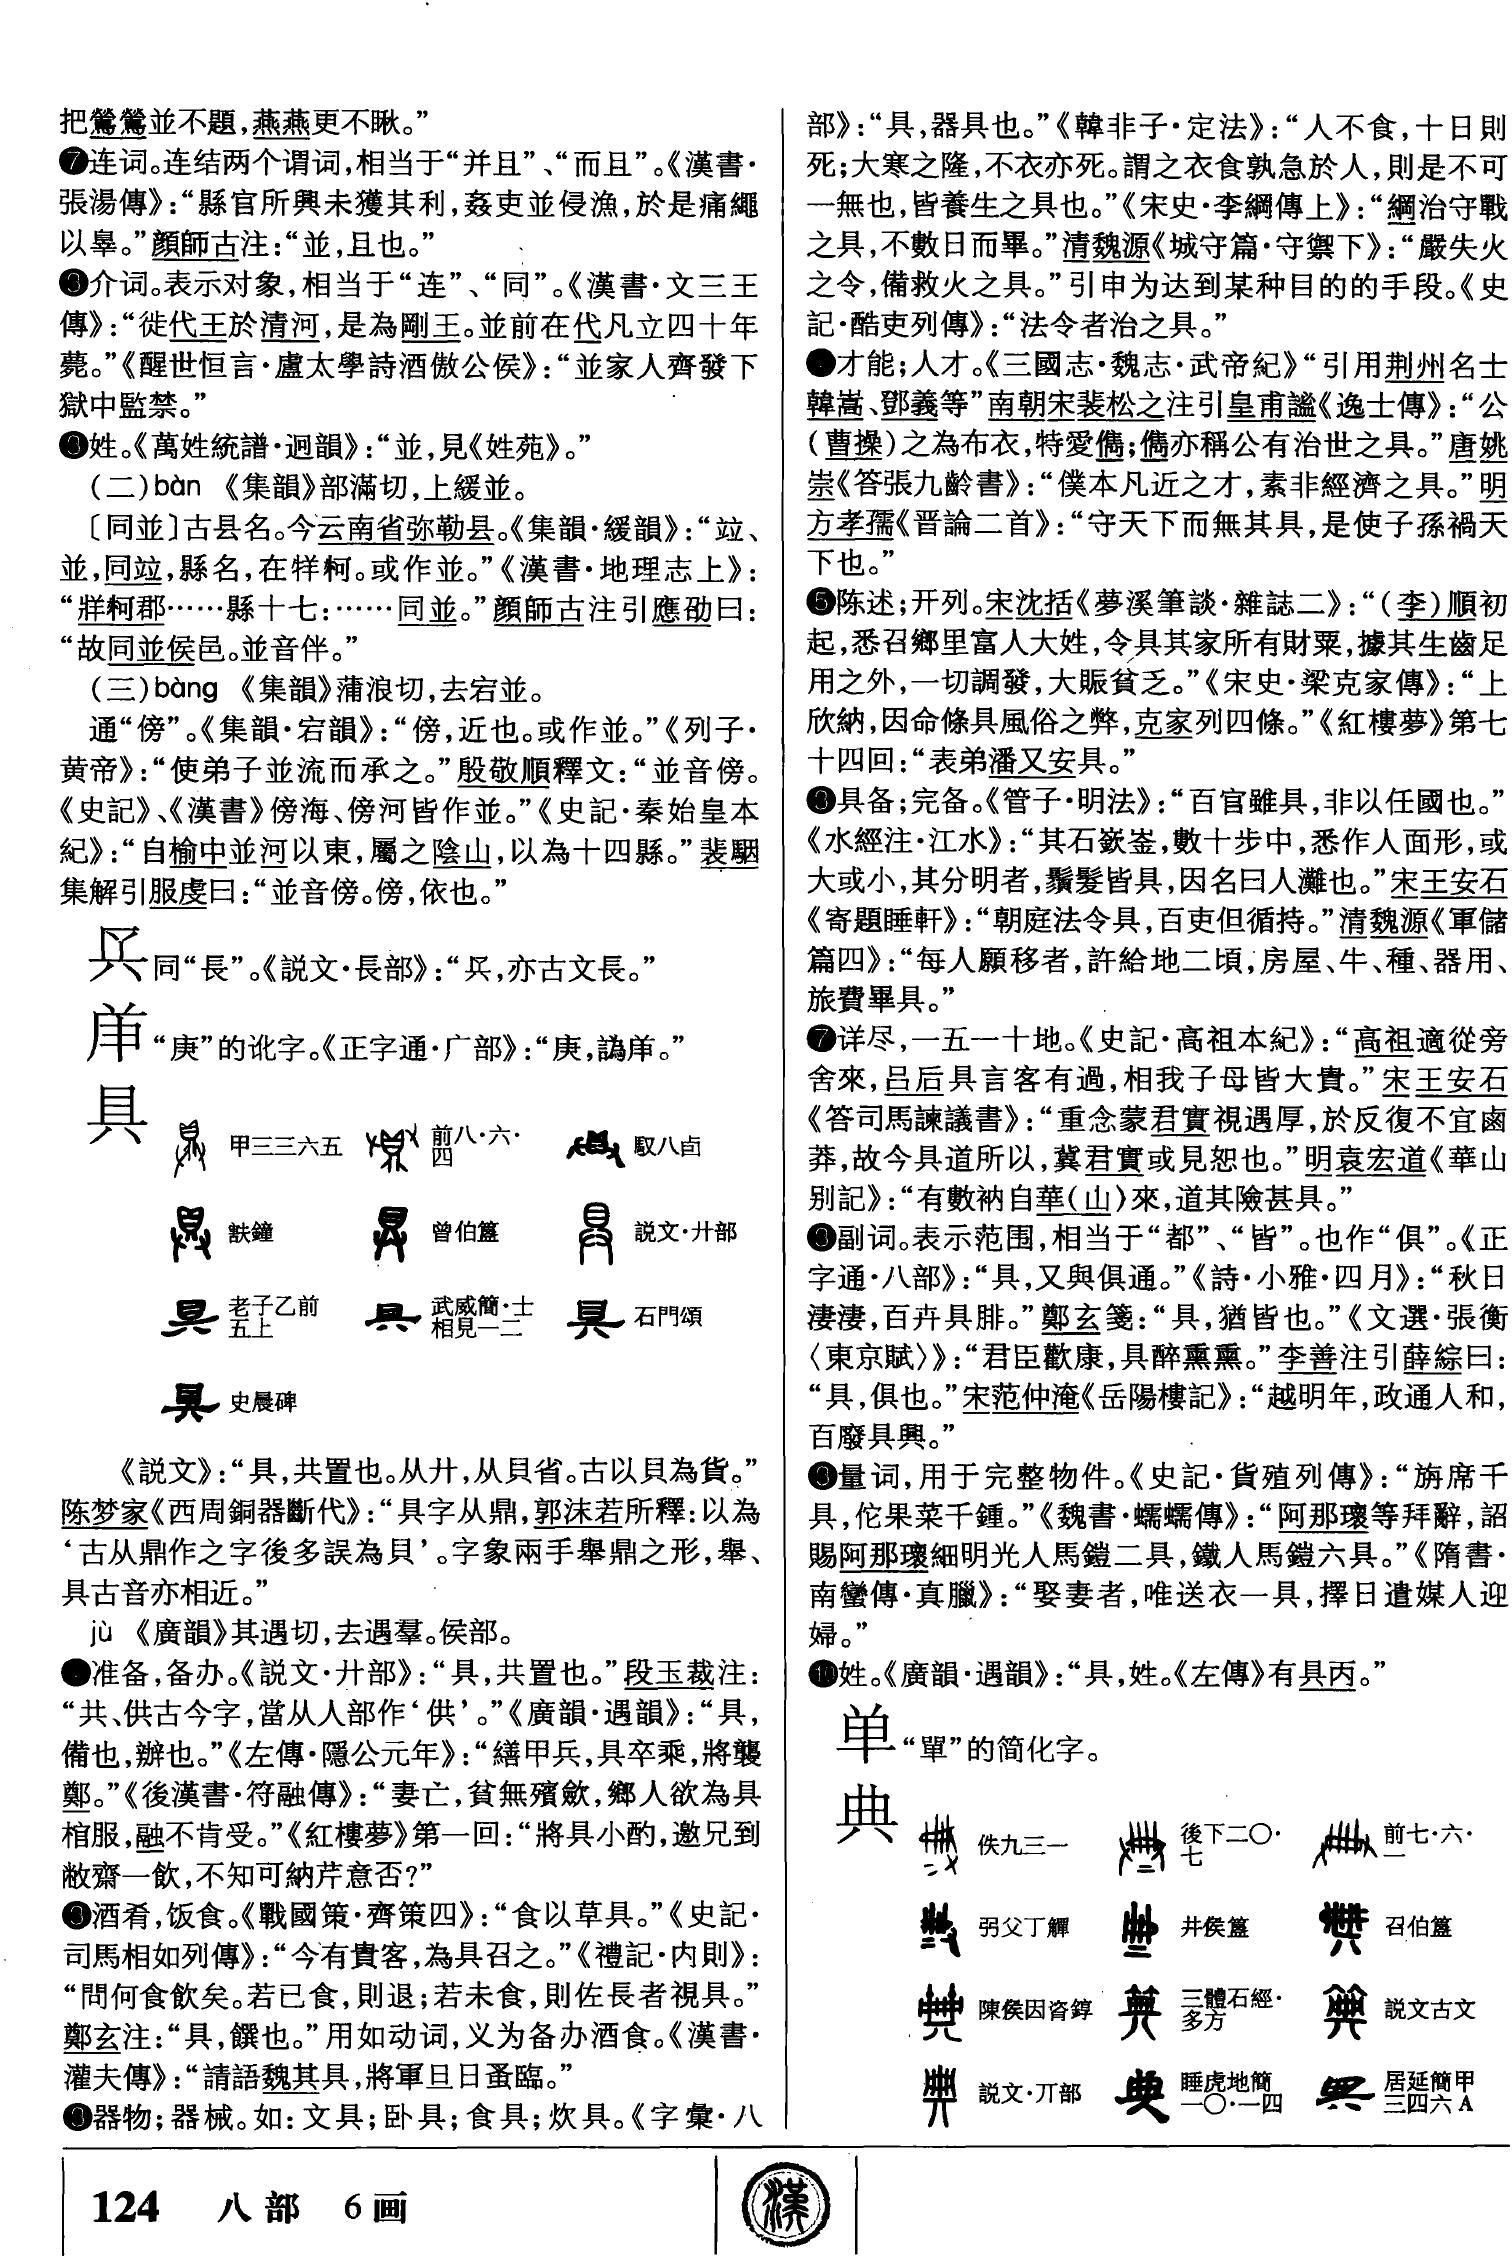 把鶯鶯並不題，燕燕更不瞅。”
❼连词。连结两个谓词，相当于“并且”、“而且”。《漢書·
張湯傳》：“縣官所興未獲其利，姦吏並侵漁，於是痛繩
以辠。”顔師古注：“並，且也。”
介词。表示对象，相当于“连”、“同”。《漢書·文三王
傳》：“徙代王於清河，是為剛王。並前在代凡立四十年
薨。”《醒世恒言·盧太學詩酒傲公侯》：“並家人齊發下
獄中監禁。”
姓。《萬姓統譜·迥韻》：“並，見《姓苑》。”
（二）bàn 《集韻》部滿切，上緩並。
〔同並〕古县名。今云南省弥勒县。《集韻·緩韻》：“竝、
並，同竝，縣名，在牂柯。或作並。”《漢書·地理志上》：
“牂柯郡……縣十七：……同並。”顔師古注引應劭曰：
“故同並侯邑。並音伴。”
（三）bàng 《集韻》蒲浪切，去宕並。
通“傍”。《集韻·宕韻》：“傍，近也。或作並。”《列子·
黄帝》：“使弟子並流而承之。”殷敬順釋文：“並音傍。
《史記》、《漢書》傍海、傍河皆作並。”《史記·秦始皇本
紀》：“自榆中並河以東，屬之陰山，以為十四縣。”裴駰
集解引服虔曰：“並音傍。傍，依也。”
兵同“長”。《説文·長部》：“兵，亦古文長。”
“庚”的讹字。《正字通·广部》：“庚，譌。”
具
甲三三六五 前八·六·四 馭八卣
㝬鐘 曾伯簠 説文·廾部
老子乙前五上 武威簡·士相見一二 石門頌
史晨碑
《説文》：“具，共置也。从廾，从貝省。古以貝為貨。”
陈梦家《西周銅器斷代》：“具字从鼎，郭沫若所釋：以為
‘古从鼎作之字後多誤為貝’。字象兩手舉鼎之形，舉、
具古音亦相近。”
jù 《廣韻》其遇切，去遇羣。侯部。
准备，备办。《説文·廾部》：“具，共置也。”段玉裁注：
“共、供古今字，當从人部作‘供’。”《廣韻·遇韻》：“具，
備也，辦也。”《左傳·隱公元年》：“繕甲兵，具卒乘，將襲
鄭。”《後漢書·符融傳》：“妻亡，貧無殯斂，鄉人欲為具
棺服，融不肯受。”《紅樓夢》第一回：“將具小酌，邀兄到
敝齋一飲，不知可納芹意否？”
酒肴，饭食。《戰國策·齊策四》：“食以草具。”《史記·
司馬相如列傳》：“今有貴客，為具召之。”《禮記·内則》：
“問何食飲矣。若已食，則退；若未食，則佐長者視具。”
鄭玄注：“具，饌也。”用如动词，义为备办酒食。《漢書·
灌夫傳》：“請語魏其具，將軍旦日蚤臨。”
器物；器械。如：文具；卧具；食具；炊具。《字彙·八
部》：“具，器具也。”《韓非子·定法》：“人不食，十日則
死；大寒之隆，不衣亦死。謂之衣食孰急於人，則是不可
一無也，皆養生之具也。”《宋史·李綱傳上》：“綱治守戰
之具，不數日而畢。”清魏源《城守篇·守禦下》：“嚴失火
之令，備救火之具。”引申为达到某种目的的手段。《史
記·酷吏列傳》：“法令者治之具。”
才能；人才。《三國志·魏志·武帝紀》“引用荆州名士
韓嵩、鄧義等”南朝宋裴松之注引皇甫謐《逸士傳》：“公
（曹操）之為布衣，特愛儁；儁亦稱公有治世之具。”唐姚
崇《答張九齡書》：“僕本凡近之才，素非經濟之具。”明
方孝孺《晋論二首》：“守天下而無其具，是使子孫禍天
下也。”
❺陈述；开列。宋沈括《夢溪筆談·雜誌二》：“（李）順初
起，悉召鄉里富人大姓，令具其家所有財粟，據其生齒足
用之外，一切調發，大賑貧乏。”《宋史·梁克家傳》：“上
欣納，因命條具風俗之弊，克家列四條。”《紅樓夢》第七
十四回：“表弟潘又安具。”
具备；完备。《管子·明法》：“百官雖具，非以任國也。”
《水經注·江水》：“其石嶔崟，數十步中，悉作人面形，或
大或小，其分明者，鬚髮皆具，因名曰人灘也。”宋王安石
《寄題睡軒》：“朝庭法令具，百吏但循持。”清魏源《軍儲
篇四》：“每人願移者，許給地二頃，房屋、牛、種、器用、
旅費畢具。”
❼详尽，一五一十地。《史記·高祖本紀》：“高祖適從旁
舍來，吕后具言客有過，相我子母皆大貴。”宋王安石
《答司馬諫議書》：“重念蒙君實視遇厚，於反復不宜鹵
莽，故今具道所以，冀君實或見恕也。”明袁宏道《華山
别記》：“有數衲自華（山）來，道其險甚具。”
副词。表示范围，相当于“都”、“皆”。也作“俱”。《正
字通·八部》：“具，又與俱通。”《詩·小雅·四月》：“秋日
淒淒，百卉具腓。”鄭玄箋：“具，猶皆也。”《文選·張衡
〈東京賦〉》：“君臣歡康，具醉熏熏。”李善注引薛綜曰：
“具，俱也。”宋范仲淹《岳陽樓記》：“越明年，政通人和，
百廢具興。”
量词，用于完整物件。《史記·貨殖列傳》：“旃席千
具，佗果菜千鍾。”《魏書·蠕蠕傳》：“阿那瓌等拜辭，詔
賜阿那瓌細明光人馬鎧二具，鐵人馬鎧六具。”《隋書·
南蠻傳·真臘》：“娶妻者，唯送衣一具，擇日遣媒人迎
婦。”
❿姓。《廣韻·遇韻》：“具，姓。《左傳》有具丙。”
单“單”的简化字。
典
佚九三一 後下二〇·七 前七·六·一
弜父丁觶 井侯簋 召伯簋
陳侯因𬁼錞 三體石經·多方 説文古文
説文·丌部 睡虎地簡一〇·一四 居延簡甲三四六A
124 八部 6画
漢